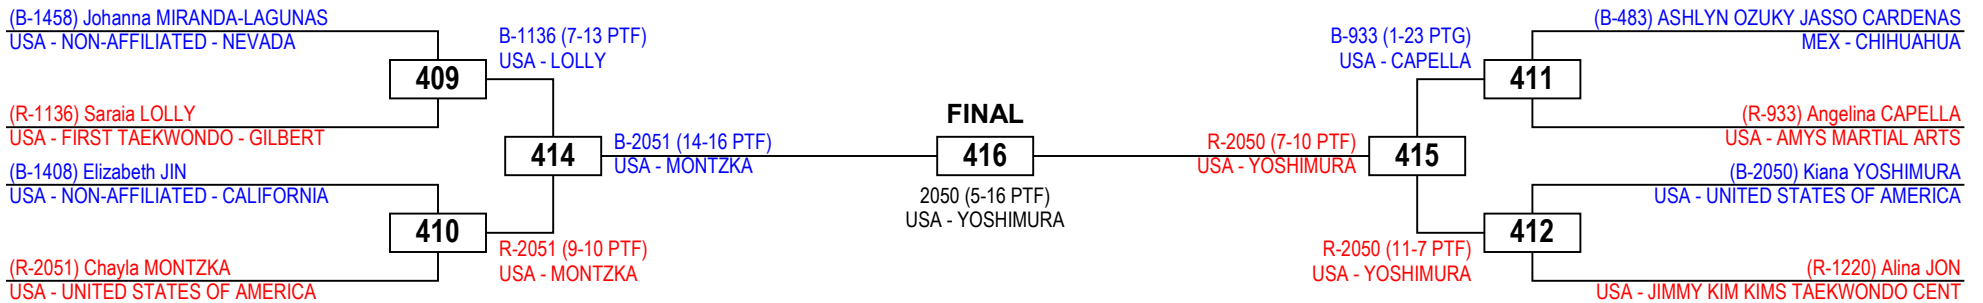 (B-1458) Johanna MIRANDA-LAGUNAS
USA - NON-AFFILIATED - NEVADA
409
B-1136 (7-13 PTF)
USA - LOLLY
(R-1136) Saraia LOLLY
USA - FIRST TAEKWONDO - GILBERT
414
B-2051 (14-16 PTF)
USA - MONTZKA
(B-1408) Elizabeth JIN
USA - NON-AFFILIATED - CALIFORNIA
410
R-2051 (9-10 PTF)
USA - MONTZKA
(R-2051) Chayla MONTZKA
USA - UNITED STATES OF AMERICA
FINAL
416
2050 (5-16 PTF)
USA - YOSHIMURA
B-933 (1-23 PTG)
USA - CAPELLA
(B-483) ASHLYN OZUKY JASSO CARDENAS
MEX - CHIHUAHUA
411
(R-933) Angelina CAPELLA
USA - AMYS MARTIAL ARTS
R-2050 (7-10 PTF)
USA - YOSHIMURA
415
(B-2050) Kiana YOSHIMURA
USA - UNITED STATES OF AMERICA
412
R-2050 (11-7 PTF)
USA - YOSHIMURA
(R-1220) Alina JON
USA - JIMMY KIM KIMS TAEKWONDO CENT